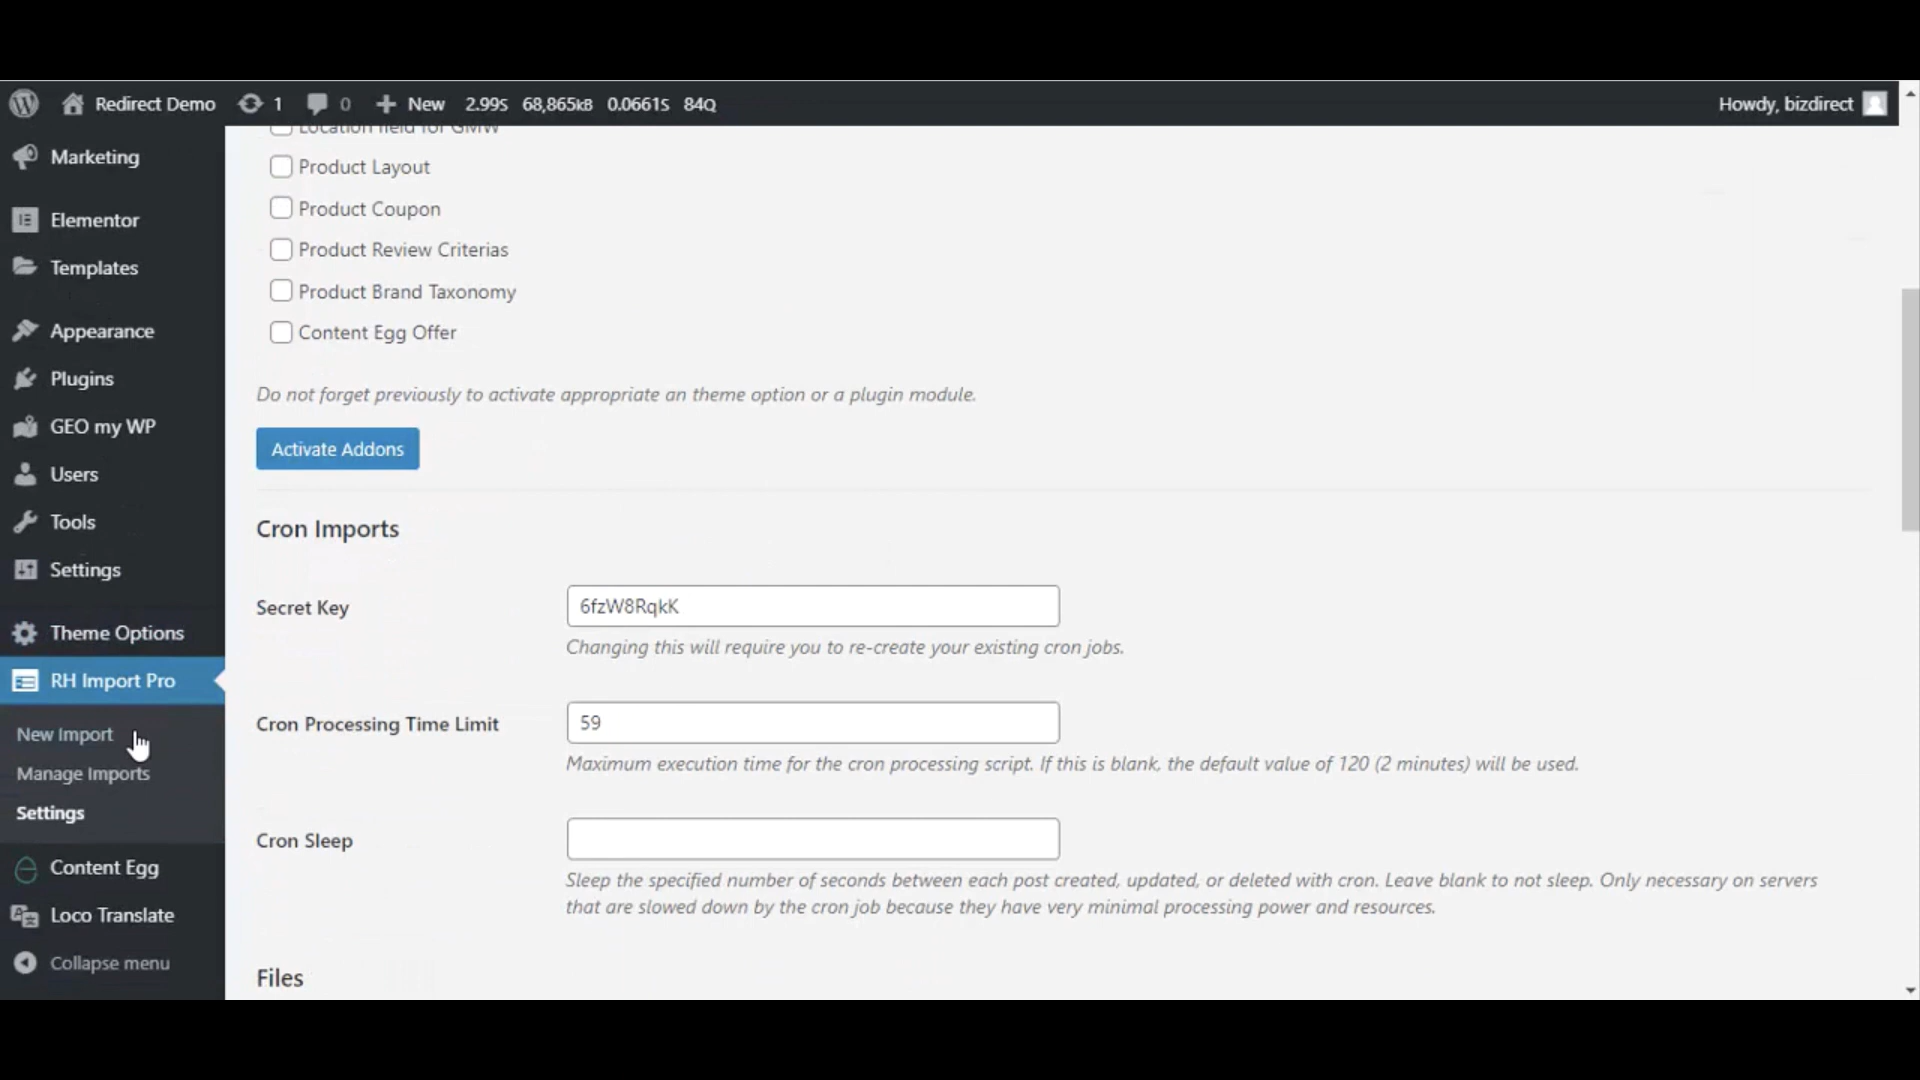 Redirect Demo 1 0 New 2.99S 68,865KB 0.0661S 84Q Howdy, bizdirect
Marketing
Elementor
Templates
Appearance
Plugins
GEO my WP
Users
Tools
Settings
Theme Options
RH Import Pro
New Import
Manage Imports
Settings
Content Egg
Loco Translate
Collapse menu
Location field for GMW
Product Layout
Product Coupon
Product Review Criterias
Product Brand Taxonomy
Content Egg Offer
Do not forget previously to activate appropriate an theme option or a plugin module.
Activate Addons
Cron Imports
Secret Key
6fzW8RqkK
Changing this will require you to re-create your existing cron jobs.
Cron Processing Time Limit
59
Maximum execution time for the cron processing script. If this is blank, the default value of 120 (2 minutes) will be used.
Cron Sleep
Sleep the specified number of seconds between each post created, updated, or deleted with cron. Leave blank to not sleep. Only necessary on servers
that are slowed down by the cron job because they have very minimal processing power and resources.
Files